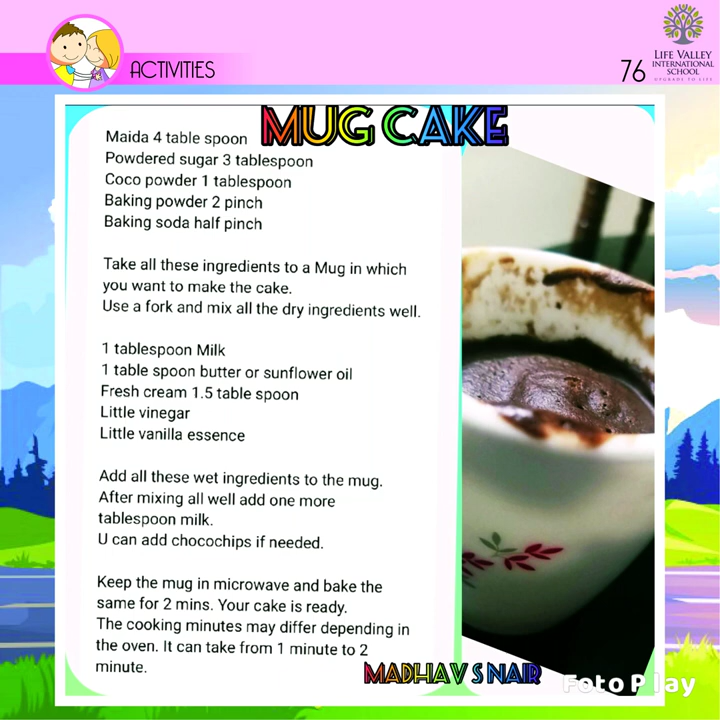 ACTIVITIES
76
LIFE VALLEY
INTERNATIONAL
SCHOOL
UPGRADE TO LIFE
MUG CAKE
Maida 4 table spoon
Powdered sugar 3 tablespoon
Coco powder 1 tablespoon
Baking powder 2 pinch
Baking soda half pinch
Take all these ingredients to a Mug in which
you want to make the cake.
Use a fork and mix all the dry ingredients well.
1 tablespoon Milk
1 table spoon butter or sunflower oil
Fresh cream 1.5 table spoon
Little vinegar
Little vanilla essence
Add all these wet ingredients to the mug.
After mixing all well add one more
tablespoon milk.
U can add chocochips if needed.
Keep the mug in microwave and bake the
same for 2 mins. Your cake is ready.
The cooking minutes may differ depending in
the oven. It can take from 1 minute to 2
minute.
MADHAV S NAIR
FotoPlay